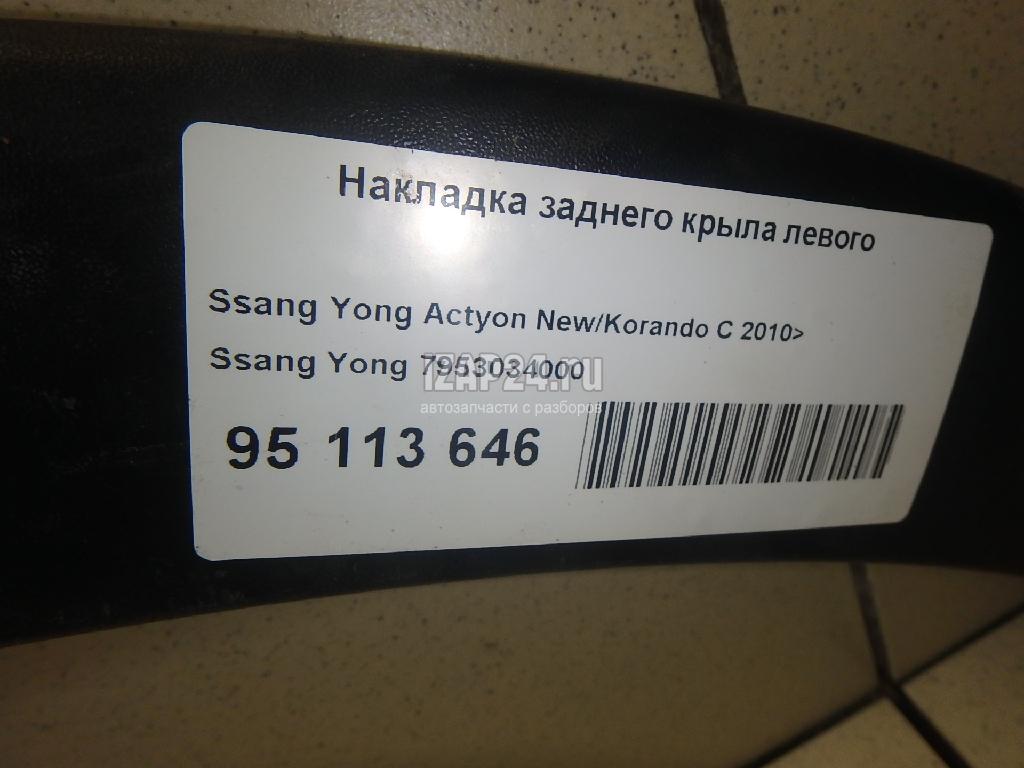 Накладка заднего крыла левого
Ssang Yong Actyon New/Korando C 2010>
Ssang Yong 7953034000
IZAP24.ru
автозапчасти с разборов
95 113 646